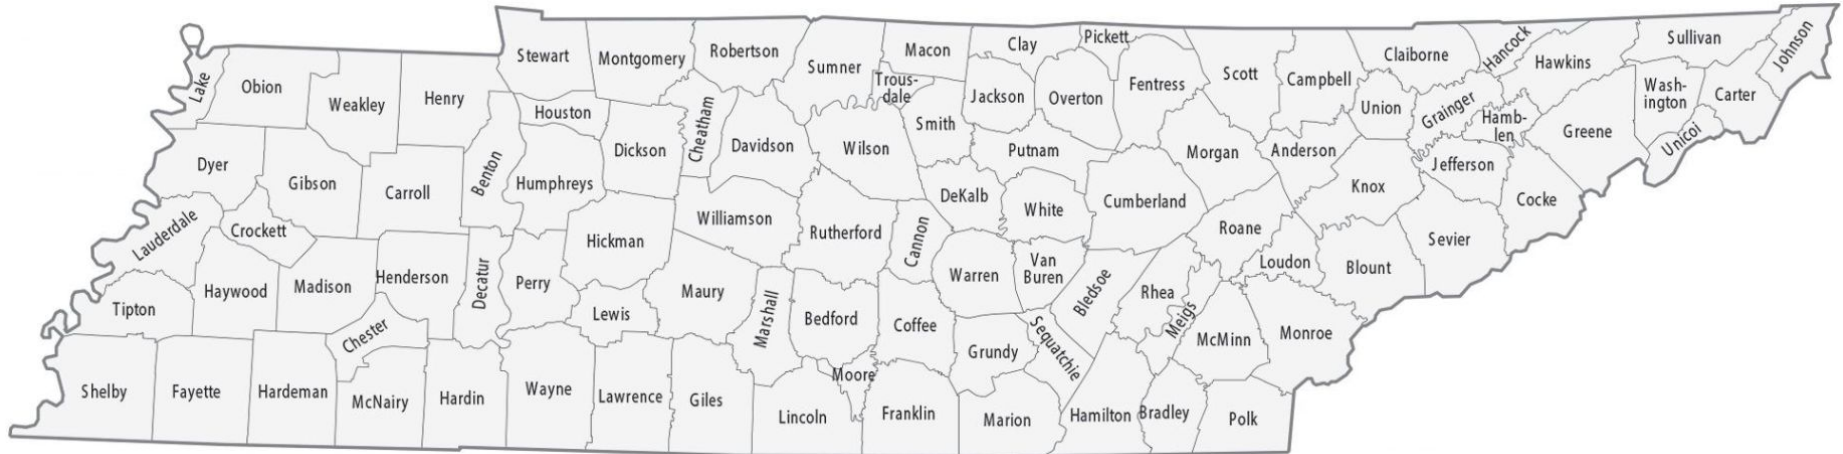 Stewart
Montgomery
Robertson
Sumner
Macon
Trous-
dale
Clay
Pickett
Fentress
Scott
Campbell
Claiborne
Hancock
Hawkins
Sullivan
Johnson
Lake
Obion
Weakley
Henry
Houston
Dickson
Cheatham
Davidson
Wilson
Smith
Jackson
Overton
Putnam
Morgan
Anderson
Union
Grainger
Hamb-
len
Greene
Wash-
ington
Carter
Unicoi
Dyer
Gibson
Carroll
Benton
Humphreys
Williamson
Rutherford
Cannon
DeKalb
White
Cumberland
Roane
Knox
Jefferson
Cocke
Sevier
Lauderdale
Crockett
Hickman
Warren
Van
Buren
Bledsoe
Rhea
Meigs
Loudon
Blount
Tipton
Haywood
Madison
Henderson
Decatur
Perry
Lewis
Maury
Marshall
Bedford
Coffee
Grundy
Sequatchie
McMinn
Monroe
Chester
Moore
Shelby
Fayette
Hardeman
McNairy
Hardin
Wayne
Lawrence
Giles
Lincoln
Franklin
Marion
Hamilton
Bradley
Polk